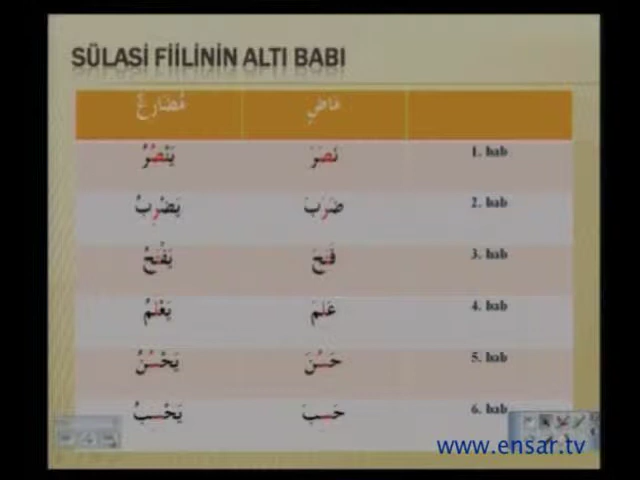 SÜLASİ FİİLİNİN ALTI BABI
مَاضٍ مُضَارِعٌ
1. bab نَصَرَ يَنْصُرُ
2. bab ضَرَبَ يَضْرِبُ
3. bab فَتَحَ يَفْتَحُ
4. bab عَلِمَ يَعْلَمُ
5. bab حَسُنَ يَحْسُنُ
6. bab حَسِبَ يَحْسِبُ
www.ensar.tv